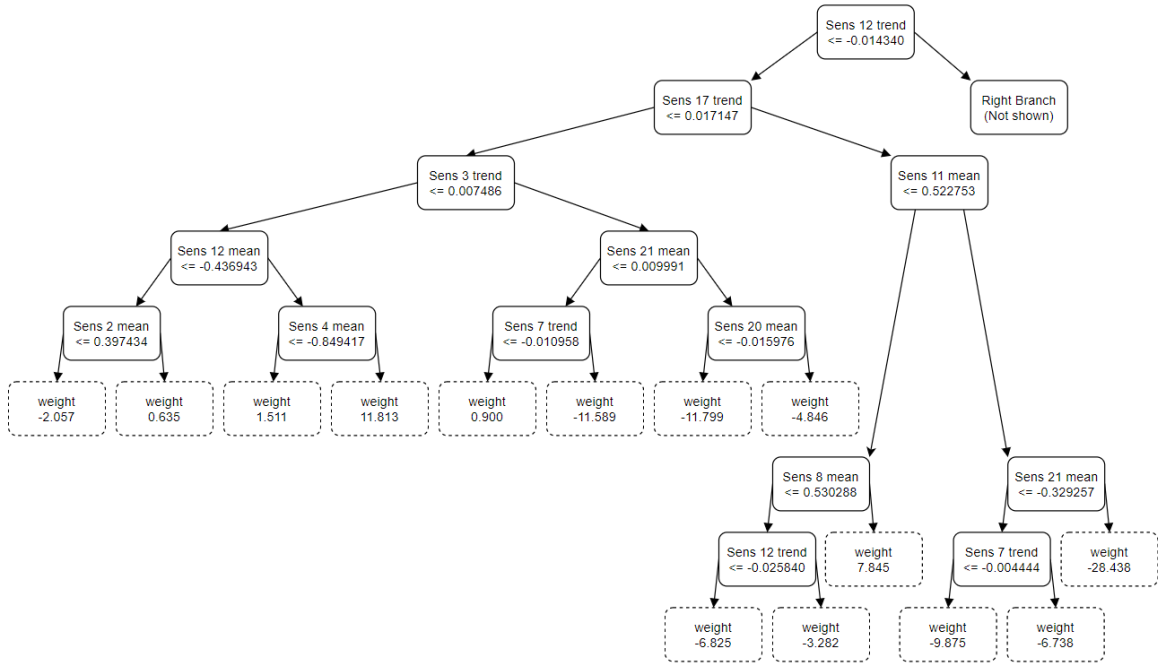 Sens 12 trend
<= -0.014340
Sens 17 trend
<= 0.017147
Right Branch
(Not shown)
Sens 3 trend
<= 0.007486
Sens 11 mean
<= 0.522753
Sens 12 mean
<= -0.436943
Sens 21 mean
<= 0.009991
Sens 2 mean
<= 0.397434
Sens 4 mean
<= -0.849417
Sens 7 trend
<= -0.010958
Sens 20 mean
<= -0.015976
weight
-2.057
weight
0.635
weight
1.511
weight
11.813
weight
0.900
weight
-11.589
weight
-11.799
weight
-4.846
Sens 8 mean
<= 0.530288
Sens 21 mean
<= -0.329257
Sens 12 trend
<= -0.025840
weight
7.845
Sens 7 trend
<= -0.004444
weight
-28.438
weight
-6.825
weight
-3.282
weight
-9.875
weight
-6.738